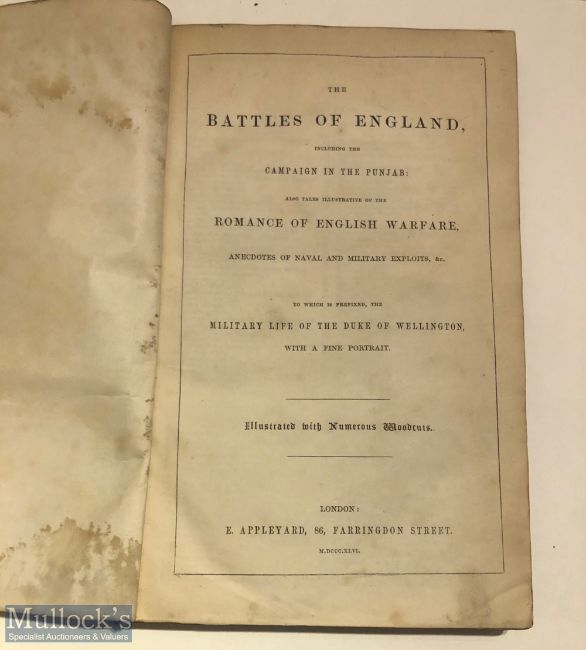 THE
BATTLES OF ENGLAND,
INCLUDING THE
CAMPAIGN IN THE PUNJAB:
ALSO TALES ILLUSTRATIVE OF THE
ROMANCE OF ENGLISH WARFARE,
ANECDOTES OF NAVAL AND MILITARY EXPLOITS, &c.
TO WHICH IS PREFIXED, THE
MILITARY LIFE OF THE DUKE OF WELLINGTON,
WITH A FINE PORTRAIT.
Illustrated with Numerous Woodcuts.
LONDON:
E. APPLEYARD, 86, FARRINGDON STREET.
M.DCCC.XLVI.
Mullock's
Specialist Auctioneers & Valuers